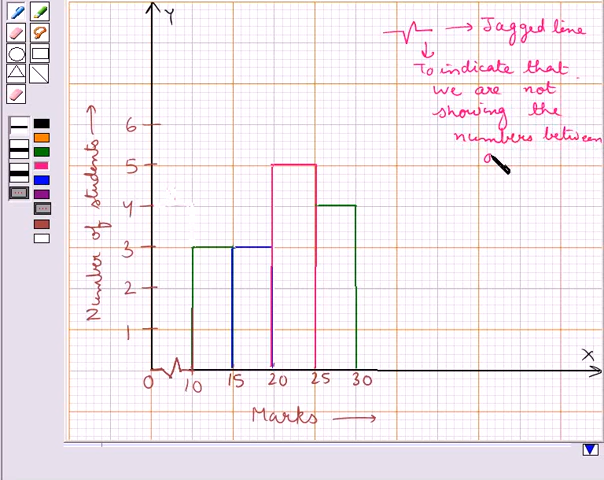 Y
Jagged line
To indicate that
we are not
showing the
numbers between
0
6
5
4
3
2
1
Number of students
0
10
15
20
25
30
X
Marks